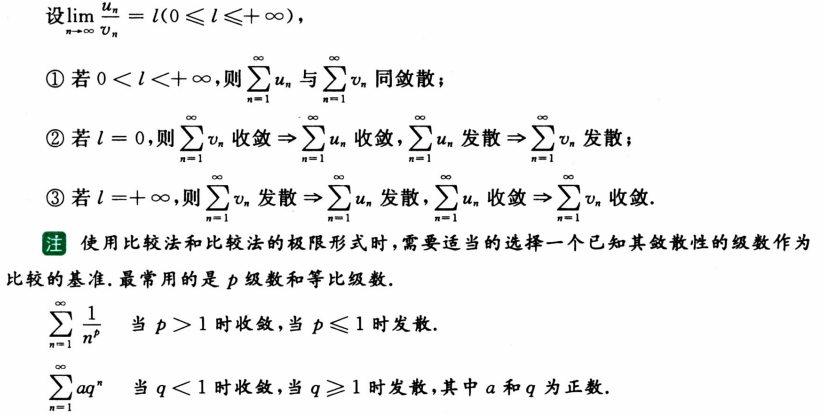 设 $\lim\limits_{n\to\infty}\frac{u_n}{v_n}=l(0\leqslant l\leqslant+\infty)$,
① 若 $0<l<+\infty$,则 $\sum\limits_{n=1}^{\infty}u_n$ 与 $\sum\limits_{n=1}^{\infty}v_n$ 同敛散;
② 若 $l=0$,则 $\sum\limits_{n=1}^{\infty}v_n$ 收敛 $\Rightarrow\sum\limits_{n=1}^{\infty}u_n$ 收敛, $\sum\limits_{n=1}^{\infty}u_n$ 发散 $\Rightarrow\sum\limits_{n=1}^{\infty}v_n$ 发散;
③ 若 $l=+\infty$,则 $\sum\limits_{n=1}^{\infty}v_n$ 发散 $\Rightarrow\sum\limits_{n=1}^{\infty}u_n$ 发散, $\sum\limits_{n=1}^{\infty}u_n$ 收敛 $\Rightarrow\sum\limits_{n=1}^{\infty}v_n$ 收敛.
注 使用比较法和比较法的极限形式时,需要适当的选择一个已知其敛散性的级数作为
比较的基准.最常用的是 p 级数和等比级数.
$\sum\limits_{n=1}^{\infty}\frac{1}{n^p}$ 当 $p>1$ 时收敛,当 $p\leqslant1$ 时发散.
$\sum\limits_{n=1}^{\infty}aq^n$ 当 $q<1$ 时收敛,当 $q\geqslant1$ 时发散,其中 a 和 q 为正数.